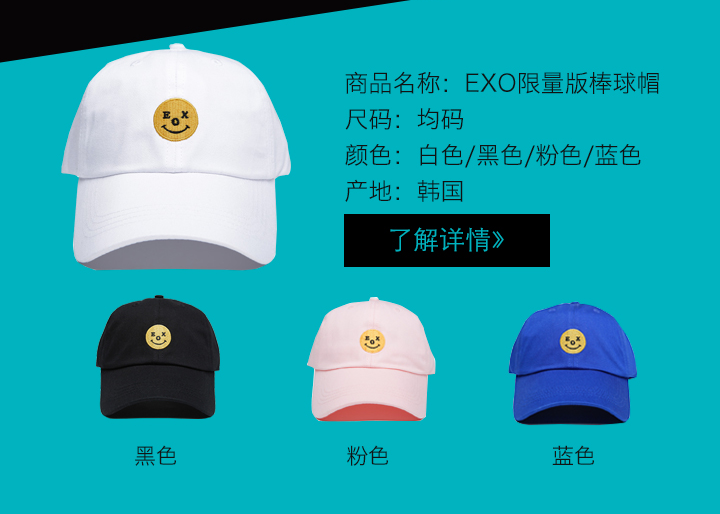 商品名称：EXO限量版棒球帽
尺码：均码
颜色：白色/黑色/粉色/蓝色
产地：韩国
了解详情》
E X
O
E X
O
E X
O
E X
O
黑色
粉色
蓝色